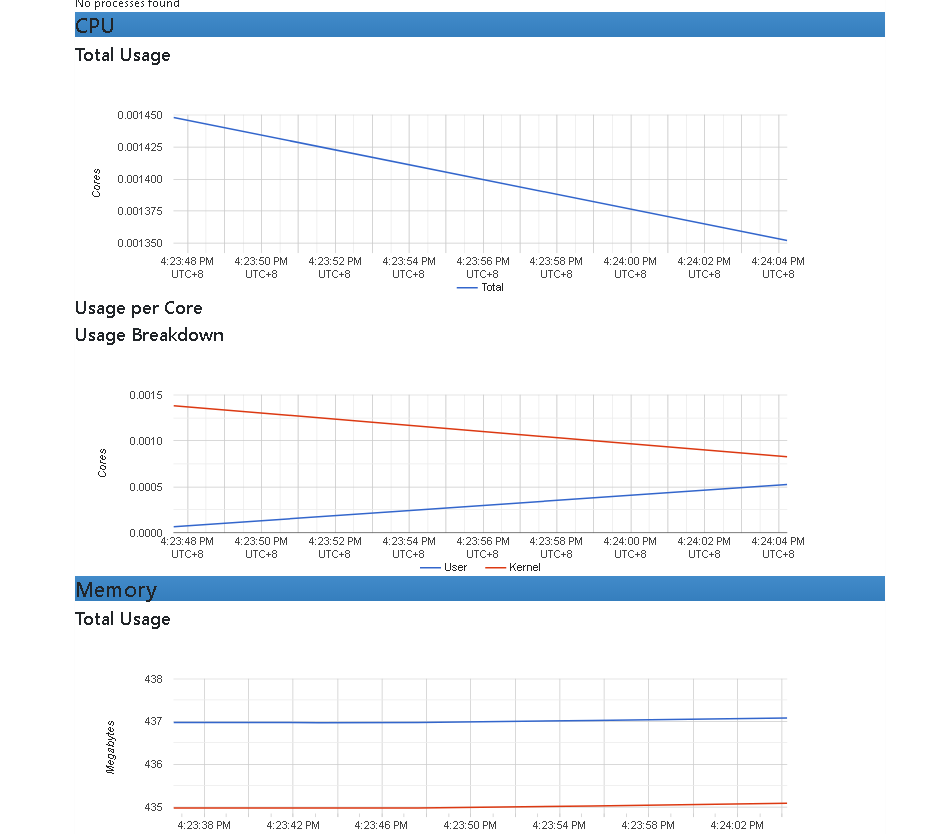 No processes found
CPU
Total Usage
0.001450
0.001425
0.001400
0.001375
0.001350
Cores
4:23:48 PM 4:23:50 PM 4:23:52 PM 4:23:54 PM 4:23:56 PM 4:23:58 PM 4:24:00 PM 4:24:02 PM 4:24:04 PM
UTC+8 UTC+8 UTC+8 UTC+8 UTC+8 UTC+8 UTC+8 UTC+8 UTC+8
Total
Usage per Core
Usage Breakdown
0.0015
0.0010
0.0005
0.0000
Cores
4:23:48 PM 4:23:50 PM 4:23:52 PM 4:23:54 PM 4:23:56 PM 4:23:58 PM 4:24:00 PM 4:24:02 PM 4:24:04 PM
UTC+8 UTC+8 UTC+8 UTC+8 UTC+8 UTC+8 UTC+8 UTC+8 UTC+8
User Kernel
Memory
Total Usage
438
437
436
435
Megabytes
4:23:38 PM 4:23:42 PM 4:23:46 PM 4:23:50 PM 4:23:54 PM 4:23:58 PM 4:24:02 PM